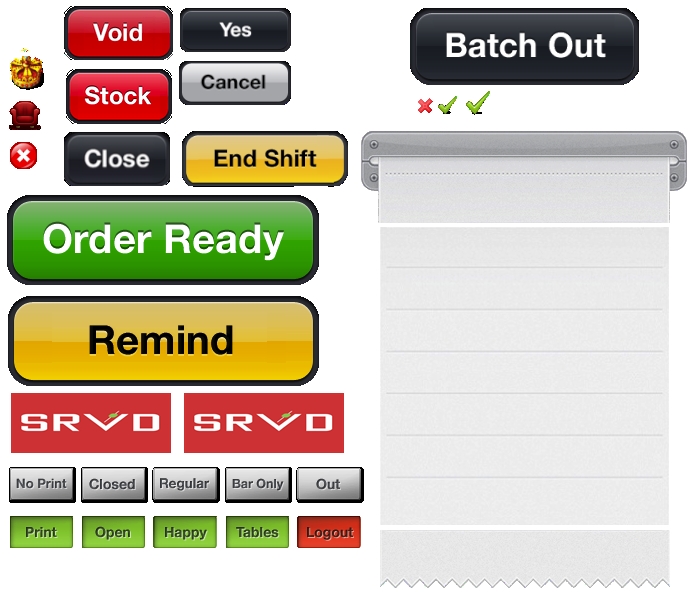 Void
Yes
Batch Out
Stock
Cancel
Close
End Shift
Order Ready
Remind
SRVD
SRVD
No Print
Closed
Regular
Bar Only
Out
Print
Open
Happy
Tables
Logout